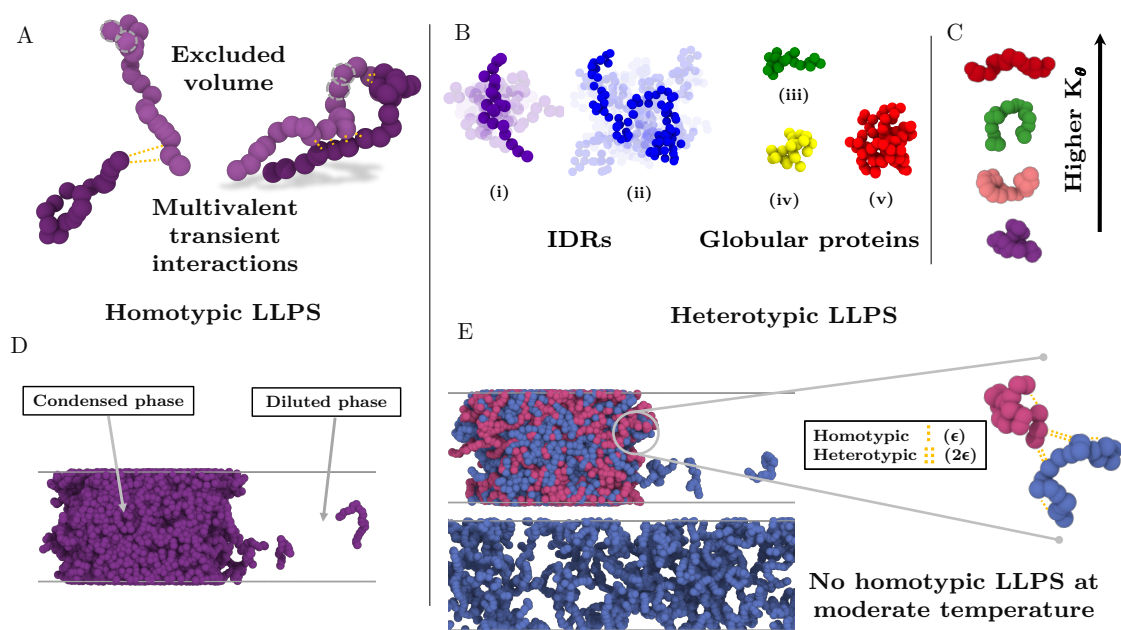 A
Excluded
volume
Multivalent
transient
interactions
B
(i)
(ii)
(iii)
(iv)
(v)
IDRs
Globular proteins
C
Higher K𝜽
Homotypic LLPS
Heterotypic LLPS
D
Condensed phase
Diluted phase
E
Homotypic (ϵ)
Heterotypic (2ϵ)
No homotypic LLPS at
moderate temperature